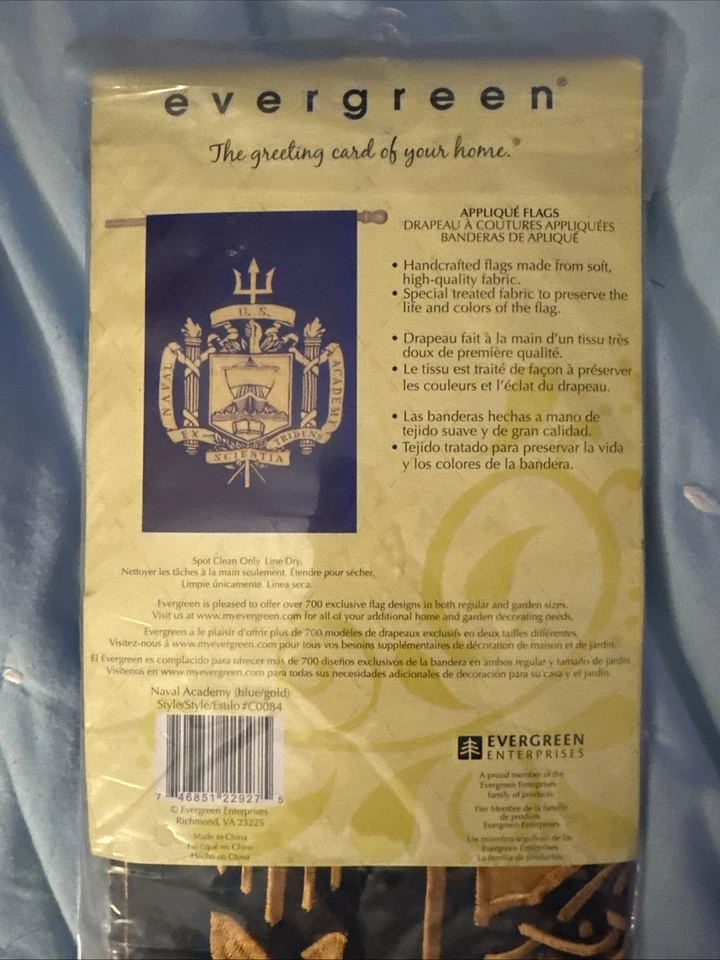 evergreen®
The greeting card of your home.®
APPLIQUÉ FLAGS
DRAPEAU À COUTURES APPLIQUÉES
BANDERAS DE APLIQUÉ
• Handcrafted flags made from soft,
high-quality fabric.
• Special treated fabric to preserve the
life and colors of the flag.
• Drapeau fait à la main d'un tissu très
doux de première qualité.
• Le tissu est traité de façon à préserver
les couleurs et l'éclat du drapeau.
• Las banderas hechas a mano de
tejido suave y de gran calidad.
• Tejido tratado para preservar la vida
y los colores de la bandera.
U. S.
NAVAL
ACADEMY
EX
TRIDENS
SCIENTIA
Spot Clean Only. Line Dry.
Nettoyer les tâches à la main seulement. Étendre pour sécher.
Limpie únicamente. Linea seca.
Evergreen is pleased to offer over 700 exclusive flag designs in both regular and garden sizes.
Visit us at www.myevergreen.com for all of your additional home and garden decorating needs.
Evergreen a le plaisir d'offrir plus de 700 modèles de drapeaux exclusifs en deux tailles différentes.
Visitez-nous à www.myevergreen.com pour tous vos besoins supplémentaires de décoration de maison et de jardin.
El Evergreen es complacido para ofrecer más de 700 diseños exclusivos de la bandera en ambos regular y tamaño de jardín.
Visítenos en www.myevergreen.com para todas sus necesidades adicionales de decoración para su casa y el jardín.
Naval Academy (blue/gold)
Style/Style/Estilo #C0084
7 46851 22927 5
© Evergreen Enterprises
Richmond, VA 23225
Made in China
Fabriqué en Chine
Hecho en China
EVERGREEN
ENTERPRISES
A proud member of the
Evergreen Enterprises
family of products
Fier Membre de la famille
de produits
Evergreen Enterprises
Un miembro orgulloso de las
Evergreen Enterprises
La familia de productos